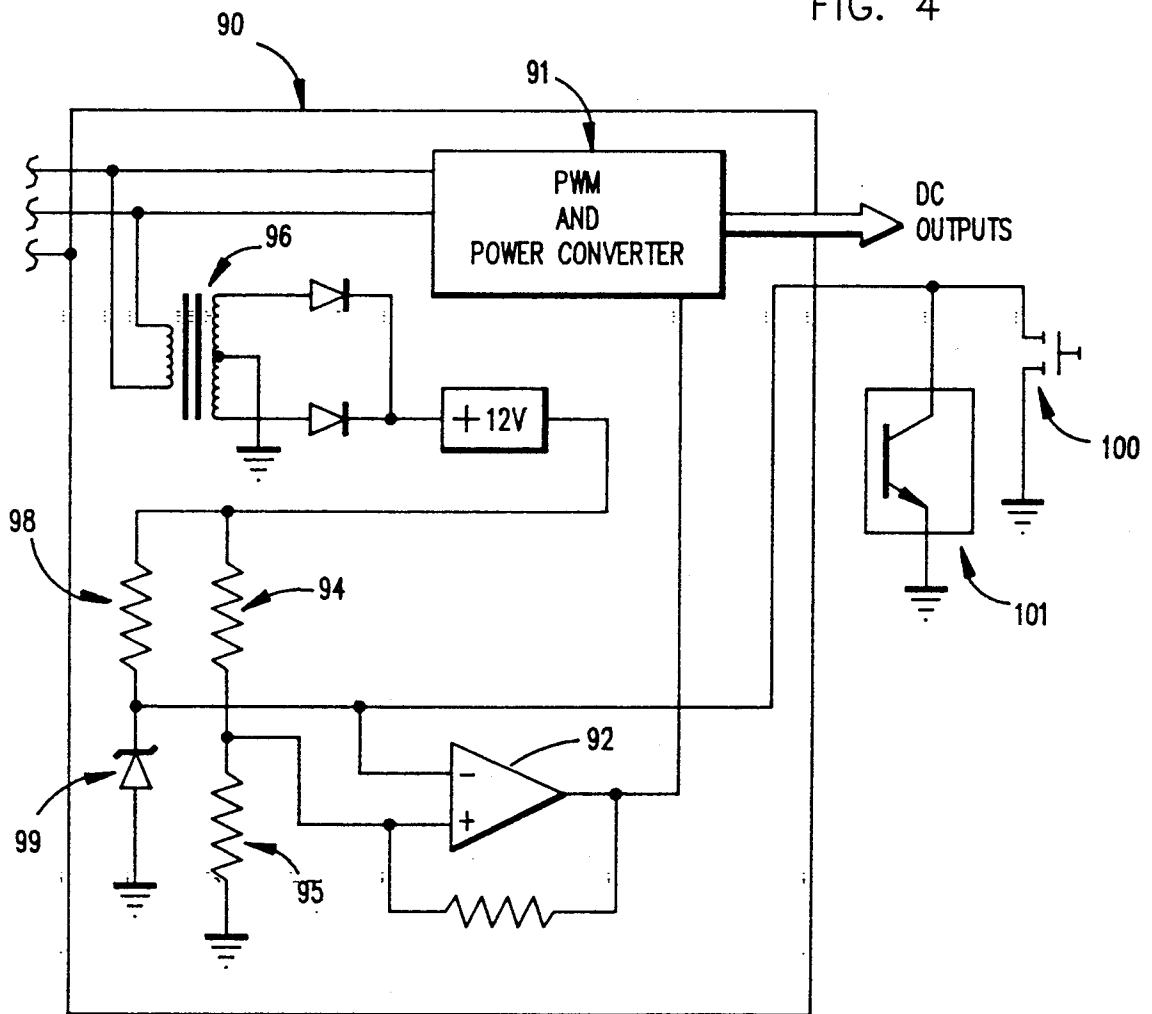 FIG. 4
90
91
PWM
AND
POWER CONVERTER
DC
OUTPUTS
96
+12V
100
101
98
94
92
-
+
99
95